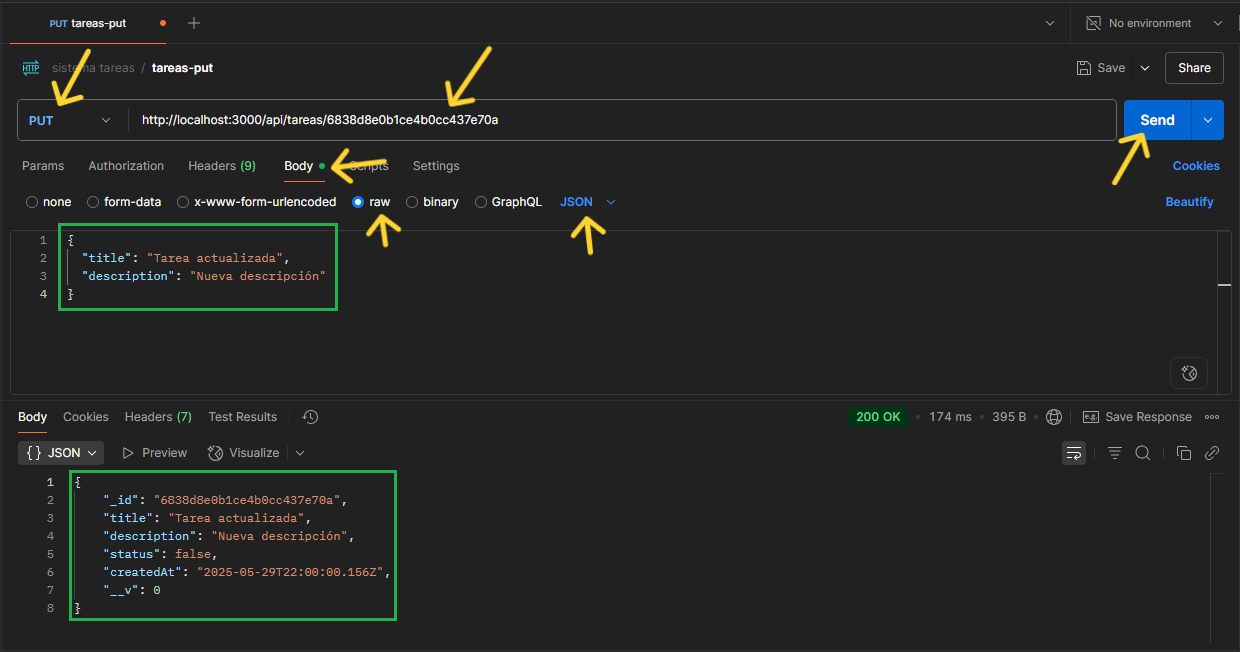 PUT tareas-put
No environment
HTTP sistema tareas / tareas-put Save Share
PUT http://localhost:3000/api/tareas/6838d8e0b1ce4b0cc437e70a Send
Params Authorization Headers (9) Body Scripts Settings Cookies
none form-data x-www-form-urlencoded raw binary GraphQL JSON Beautify
1 {
2 "title": "Tarea actualizada",
3 "description": "Nueva descripción"
4 }
Body Cookies Headers (7) Test Results 200 OK • 174 ms • 395 B • e.g. Save Response
{} JSON Preview Visualize
1 {
2 "_id": "6838d8e0b1ce4b0cc437e70a",
3 "title": "Tarea actualizada",
4 "description": "Nueva descripción",
5 "status": false,
6 "createdAt": "2025-05-29T22:00:00.156Z",
7 "__v": 0
8 }